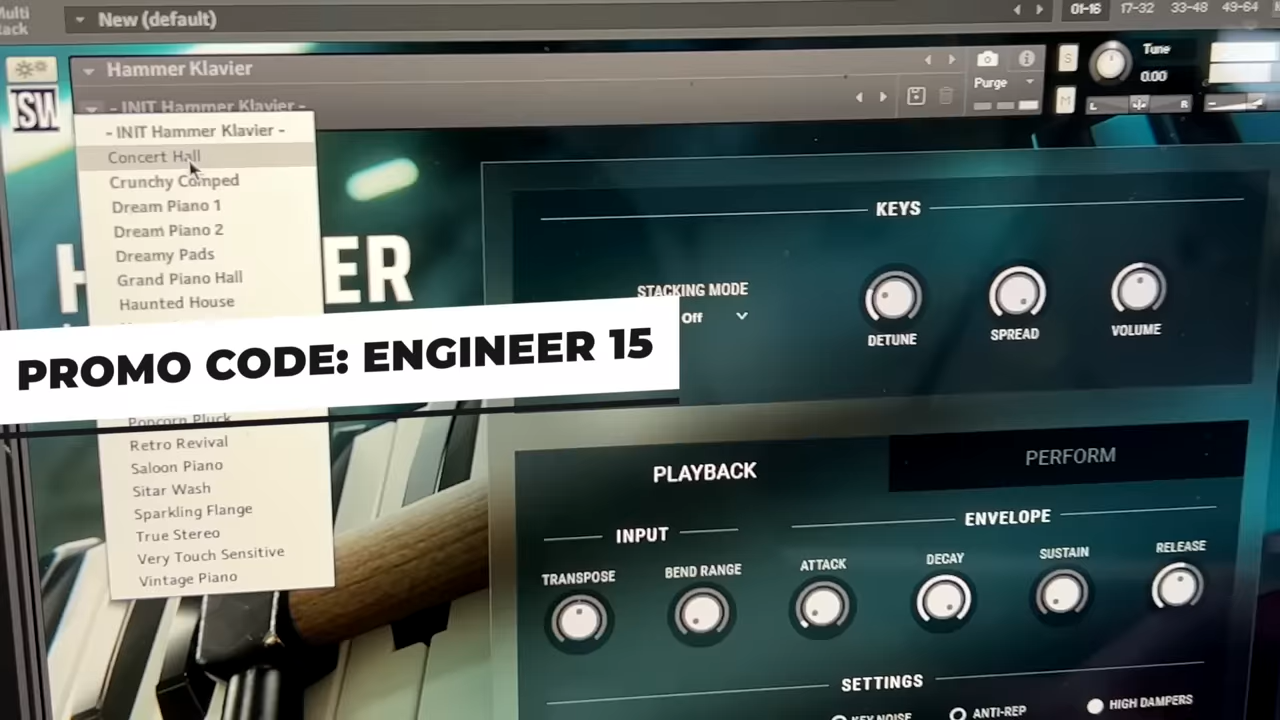 Multi
Rack
New (default)
01-16 17-32 33-48 49-64
Hammer Klavier
- INIT Hammer Klavier -
Purge
S
M
Tune
0.00
L R
iSW
- INIT Hammer Klavier -
Concert Hall
Crunchy Comped
Dream Piano 1
Dream Piano 2
Dreamy Pads
Grand Piano Hall
Haunted House
PROMO CODE: ENGINEER 15
Popcorn Pluck
Retro Revival
Saloon Piano
Sitar Wash
Sparkling Flange
True Stereo
Very Touch Sensitive
Vintage Piano
H ER
KEYS
STACKING MODE
Off
DETUNE
SPREAD
VOLUME
PLAYBACK
PERFORM
INPUT
ENVELOPE
TRANSPOSE
BEND RANGE
ATTACK
DECAY
SUSTAIN
RELEASE
SETTINGS
KEY NOISE
ANTI-REP
HIGH DAMPERS